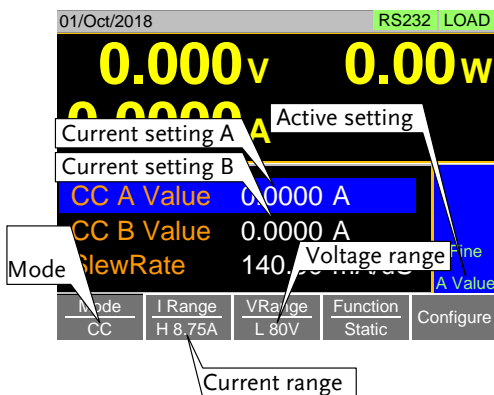 01/Oct/2018 RS232 LOAD
0.000 V 0.00 W
A
Active setting
Current setting A
Current setting B
CC A Value 0.0000 A
CC B Value 0.0000 A
Voltage range
Mode
SlewRate 140.
Fine
A Value
Mode I Range VRange Function Configure
CC H 8.75A L 80V Static
Current range